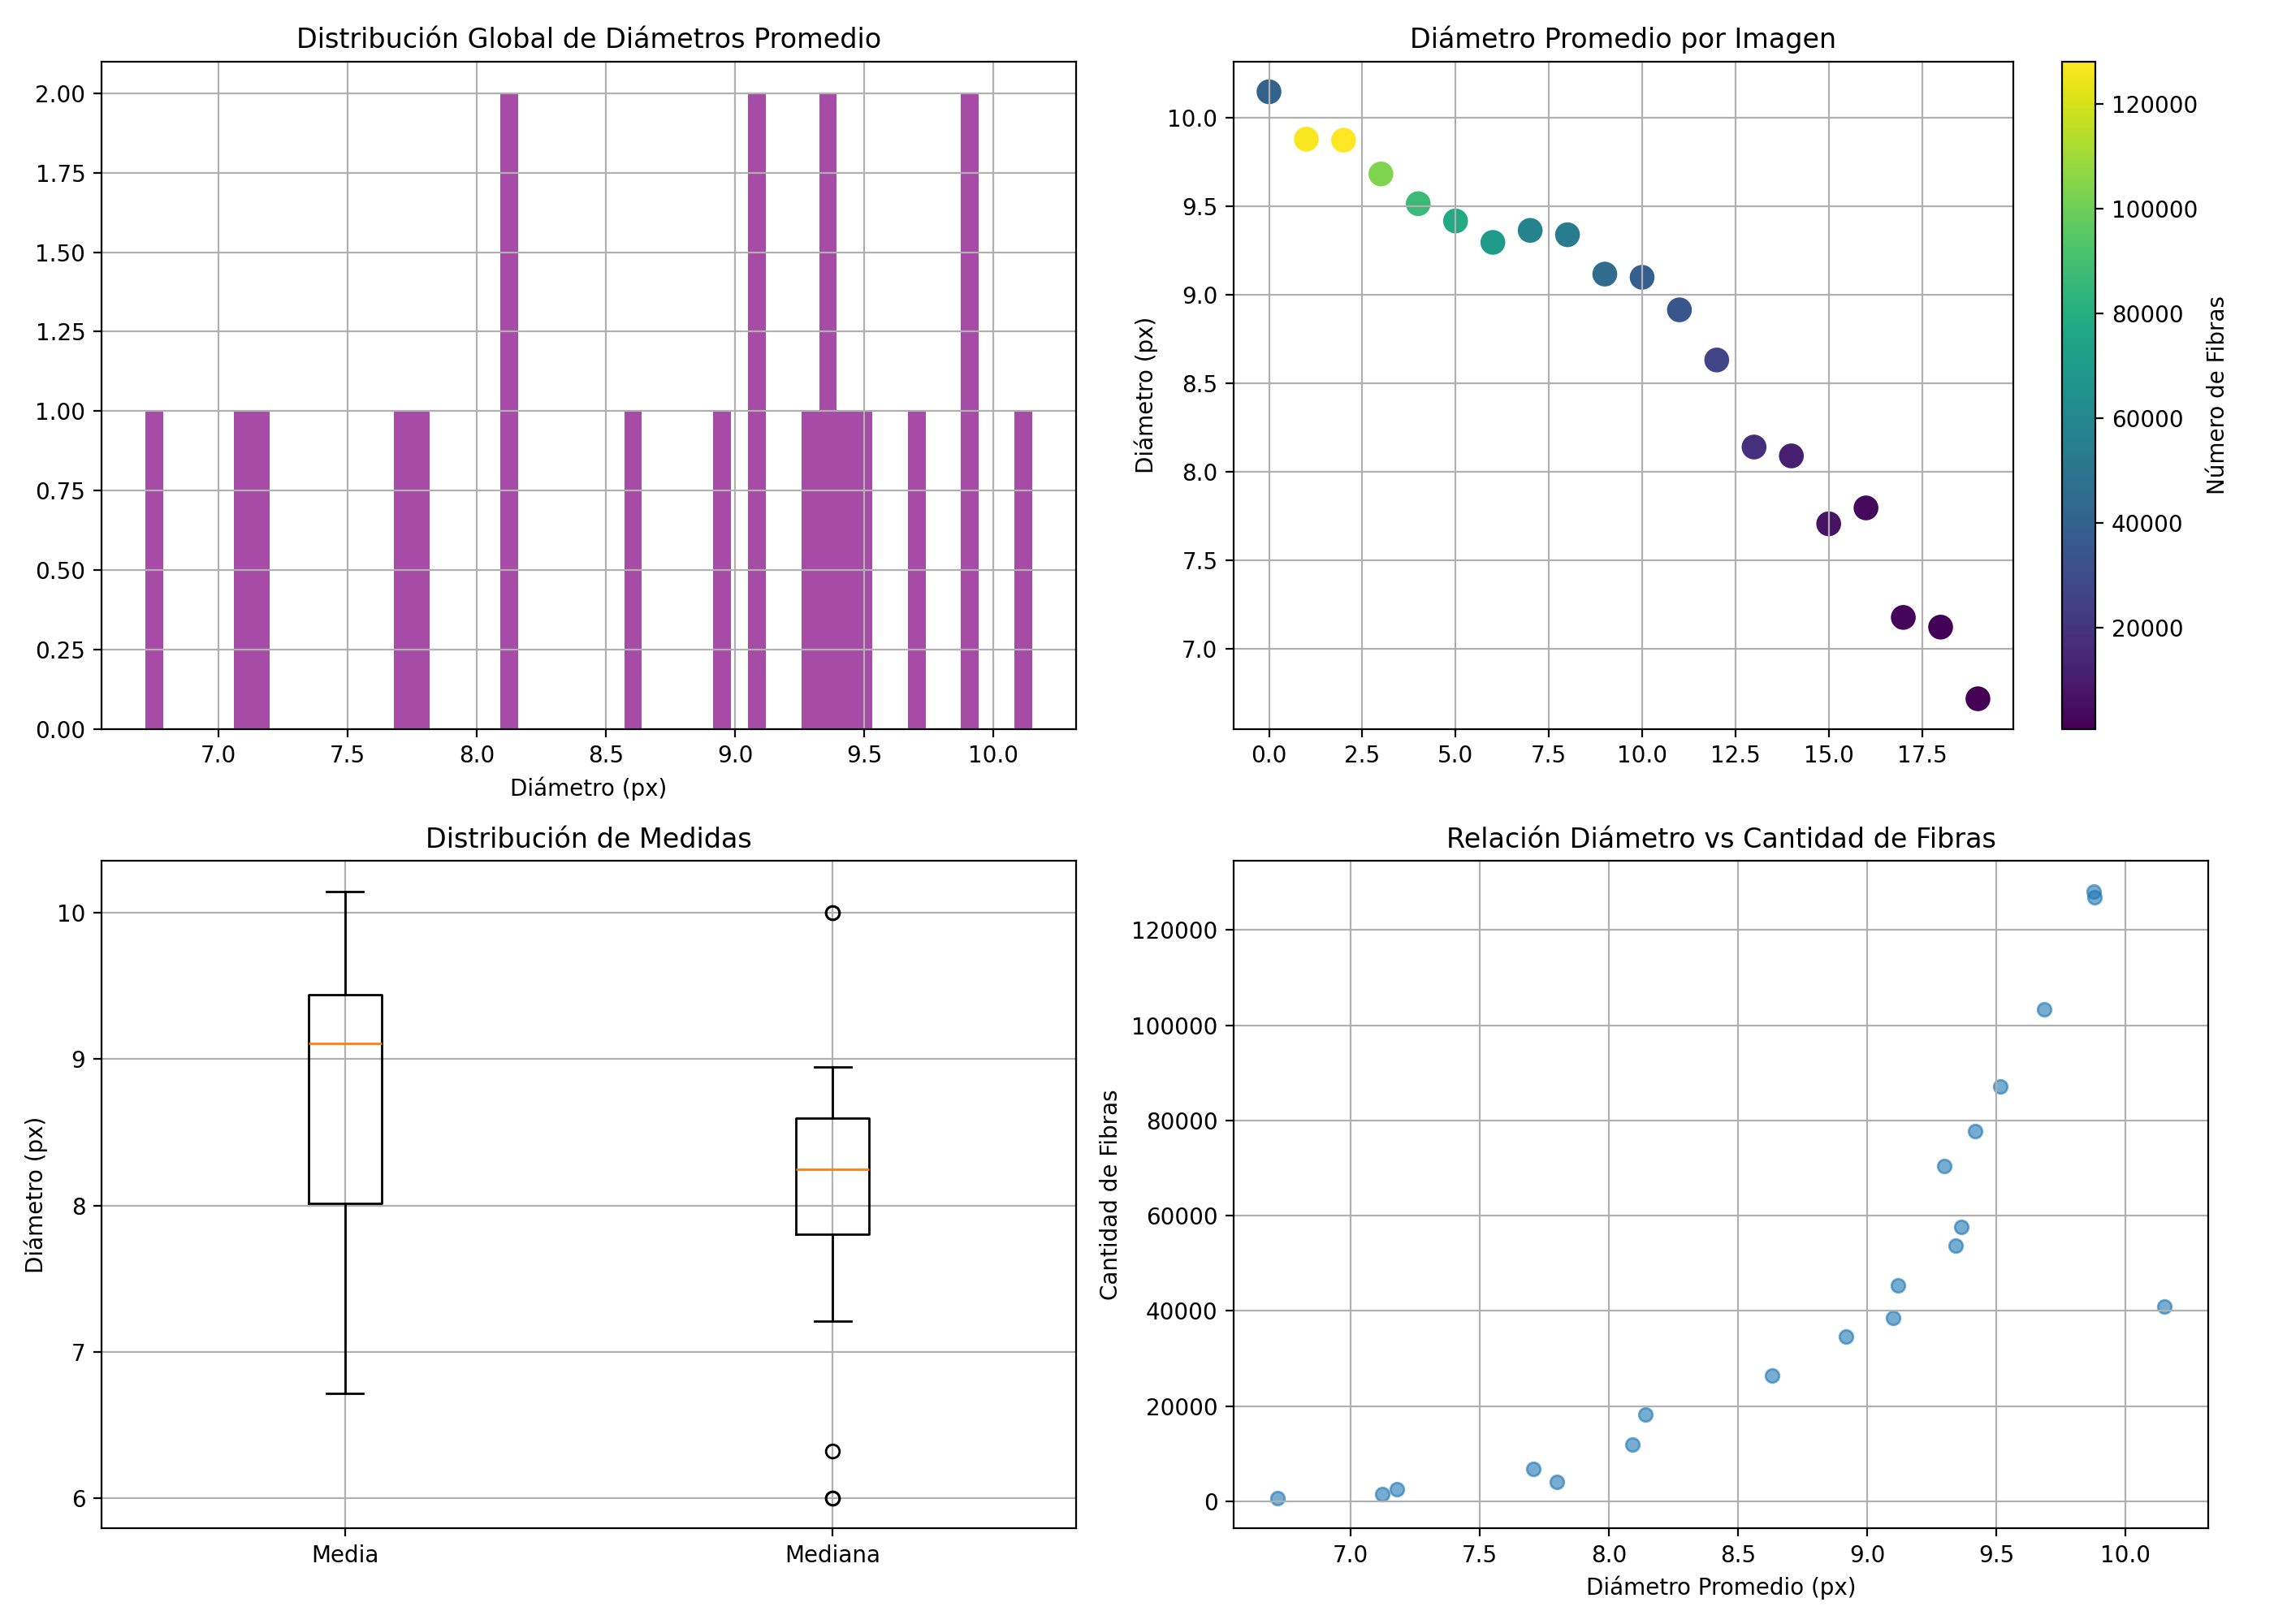 Distribución Global de Diámetros Promedio
2.00
1.75
1.50
1.25
1.00
0.75
0.50
0.25
0.00
7.0 7.5 8.0 8.5 9.0 9.5 10.0
Diámetro (px)
Diámetro Promedio por Imagen
Diámetro (px)
10.0
9.5
9.0
8.5
8.0
7.5
7.0
0.0 2.5 5.0 7.5 10.0 12.5 15.0 17.5
120000
100000
80000
60000
40000
20000
Número de Fibras
Distribución de Medidas
Diámetro (px)
10
9
8
7
6
Media Mediana
Relación Diámetro vs Cantidad de Fibras
Cantidad de Fibras
120000
100000
80000
60000
40000
20000
0
7.0 7.5 8.0 8.5 9.0 9.5 10.0
Diámetro Promedio (px)